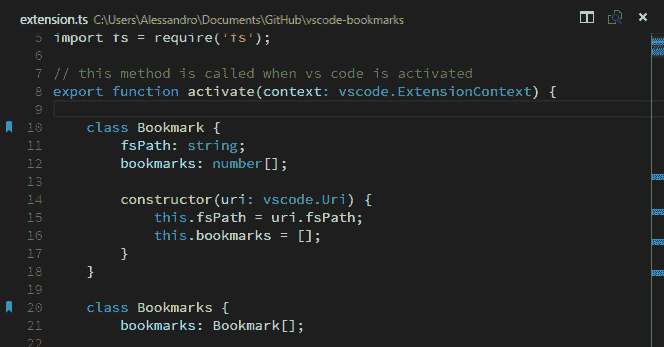 extension.ts C:\Users\Alessandro\Documents\GitHub\vscode-bookmarks
5 import fs = require('fs');
6
7 // this method is called when vs code is activated
8 export function activate(context: vscode.ExtensionContext) {
9
10     class Bookmark {
11         fsPath: string;
12         bookmarks: number[];
13
14         constructor(uri: vscode.Uri) {
15             this.fsPath = uri.fsPath;
16             this.bookmarks = [];
17         }
18     }
19
20     class Bookmarks {
21         bookmarks: Bookmark[];
22